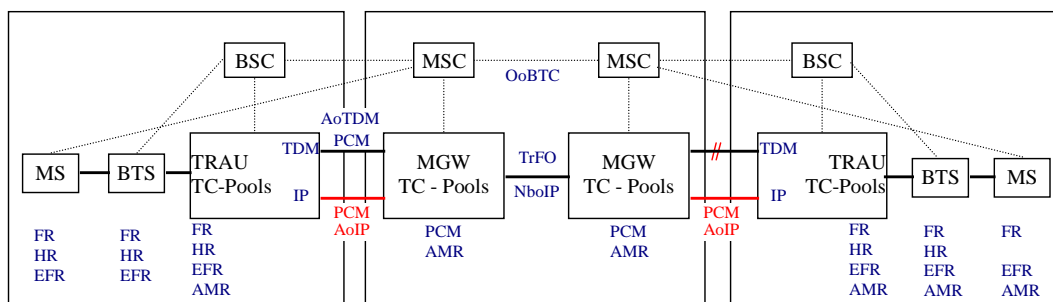 BSC
MSC
MSC
BSC
OoBTC
AoTDM
PCM
MS
BTS
TRAU
TC-Pools
TDM
IP
MGW
TC - Pools
TrFO
NboIP
MGW
TC - Pools
//
TDM
IP
TRAU
TC-Pools
BTS
MS
PCM
AoIP
PCM
AoIP
FR
HR
EFR
FR
HR
EFR
FR
HR
EFR
AMR
PCM
AMR
PCM
AMR
FR
HR
EFR
AMR
FR
HR
EFR
AMR
FR
EFR
AMR